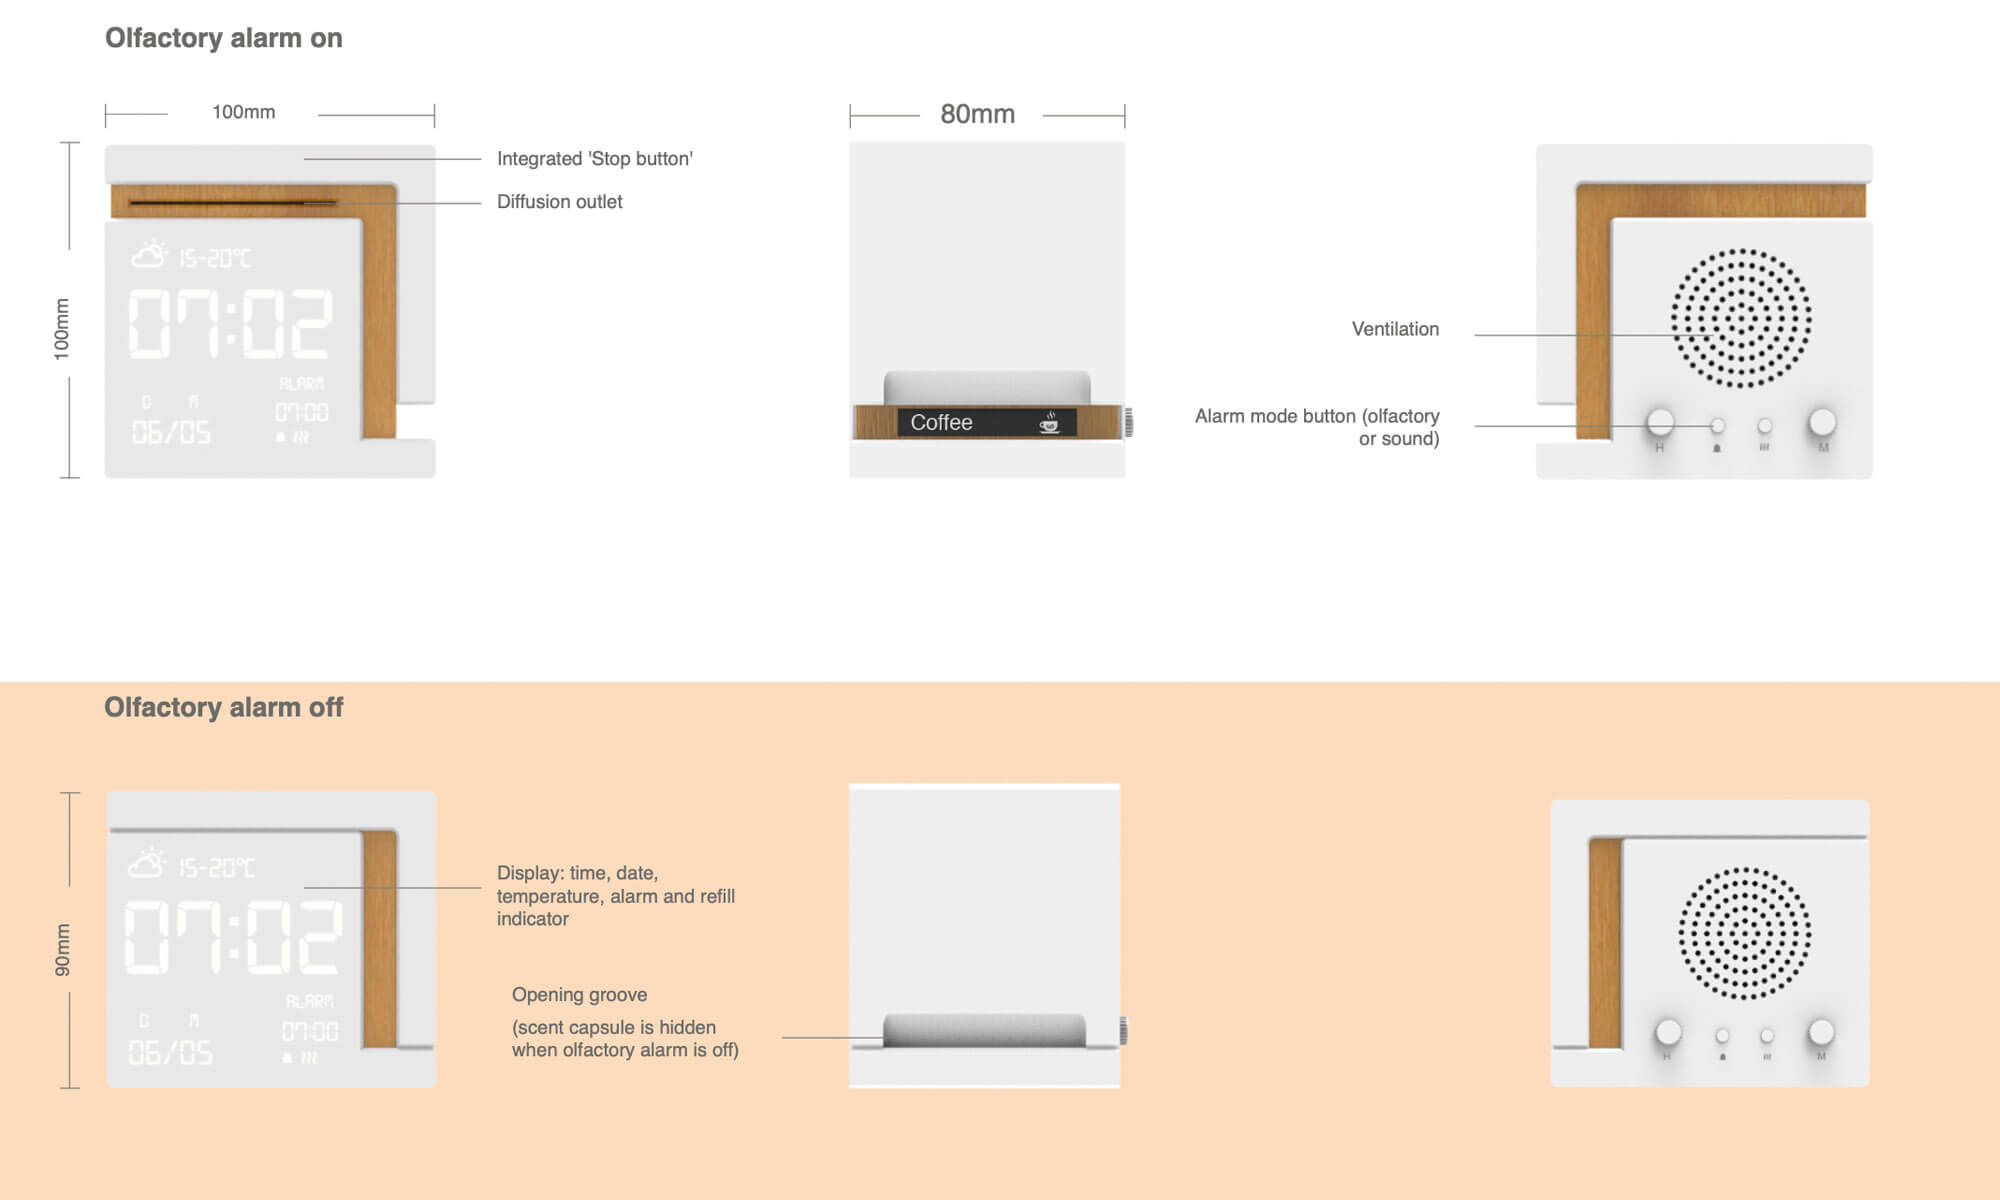 Olfactory alarm on
100mm
80mm
100mm
Integrated 'Stop button'
Diffusion outlet
15-20°C
07:02
ALARM
D M
07:00
06/05
Coffee
Ventilation
Alarm mode button (olfactory
or sound)
H
M
Olfactory alarm off
90mm
15-20°C
07:02
ALARM
D M
07:00
06/05
Display: time, date,
temperature, alarm and refill
indicator
Opening groove
(scent capsule is hidden
when olfactory alarm is off)
H
M